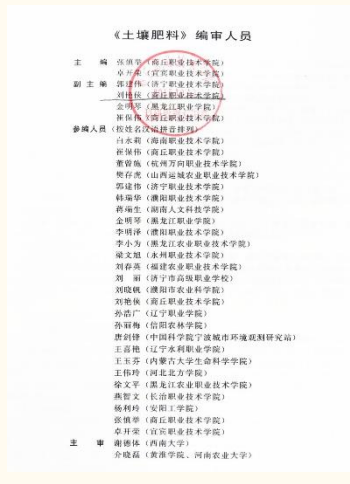 《土壤肥料》编审人员
主 编 张慎举（商丘职业技术学院）
卓开荣（宜宾职业技术学院）
副主编 郭建伟（济宁职业技术学院）
刘艳侠（商丘职业技术学院）
金明琴（黑龙江职业学院）
崔保伟（商丘职业技术学院）
参编人员（按姓名汉语拼音排列）
白永莉（海南职业技术学院）
崔保伟（商丘职业技术学院）
董曾施（杭州万向职业技术学院）
樊存虎（山西运城农业职业技术学院）
郭建伟（济宁职业技术学院）
韩瑞华（濮阳职业技术学院）
蒋瑞生（湖南人文科技学院）
金明琴（黑龙江职业学院）
李明泽（濮阳职业技术学院）
李小为（黑龙江农业职业技术学院）
梁文旭（永州职业技术学院）
刘春英（福建农业职业技术学院）
刘 丽（济宁市高级职业学校）
刘晓帆（濮阳市农业科学院）
刘艳侠（商丘职业技术学院）
孙浩广（辽宁职业学院）
孙丽梅（信阳农林学院）
唐剑锋（中国科学院宁波城市环境观测研究站）
王喜艳（辽宁水利职业学院）
王玉芬（内蒙古大学生命科学学院）
王伟玲（河北北方学院）
徐文平（黑龙江农业职业技术学院）
燕智文（长治职业技术学院）
杨利玲（安阳工学院）
张慎举（商丘职业技术学院）
卓开荣（宜宾职业技术学院）
主 审 谢德体（西南大学）
介晓磊（黄淮学院、河南农业大学）